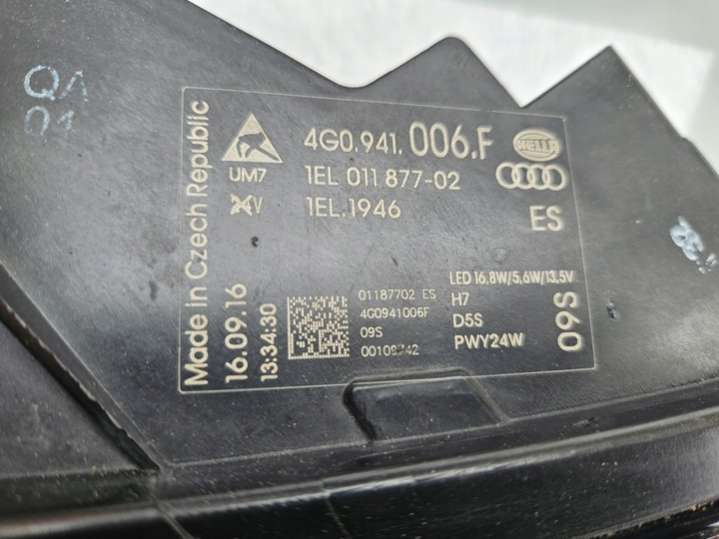 QA
01
Made in Czech Republic
16.09.16
13:34:30
UM7
4G0.941.006.F
HELLA
1EL 011 877-02
24V
1EL.1946
ES
LED 16,8W/5,6W/13,5V
H7
D5S
PWY24W
09S
01187702 ES
4G0941006F
09S